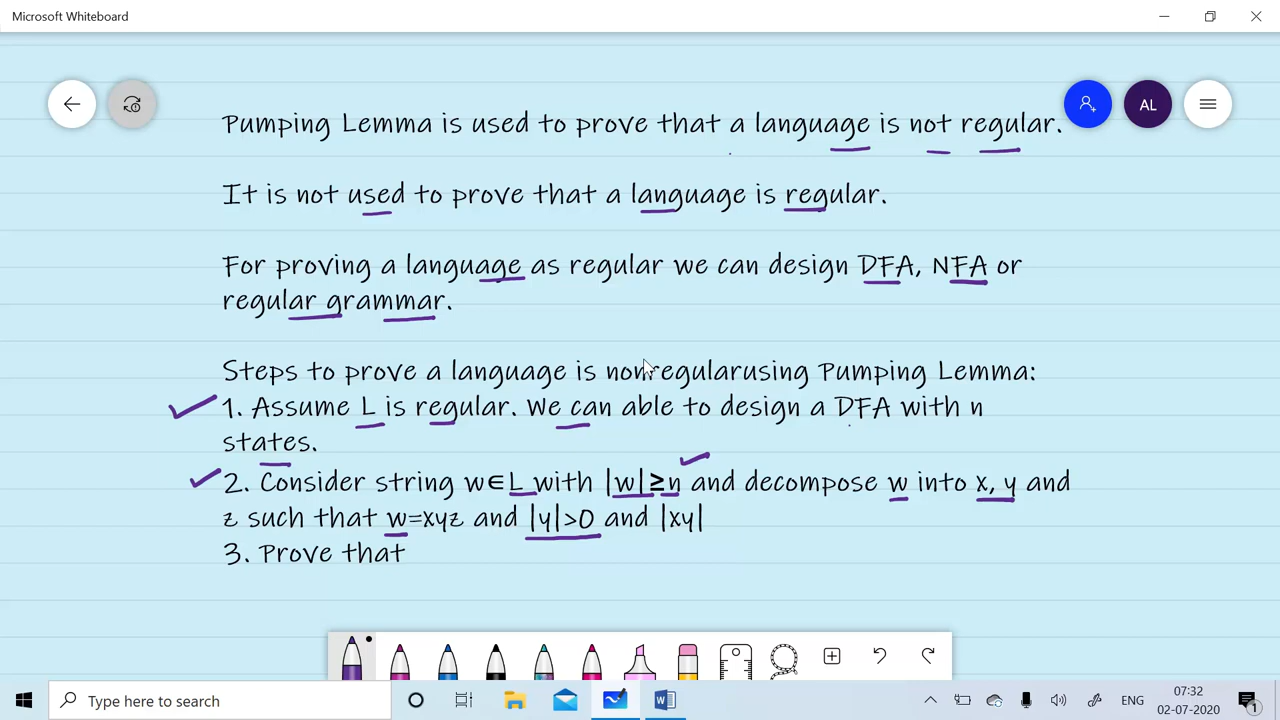 Microsoft Whiteboard
AL
Pumping Lemma is used to prove that a language is not regular.
It is not used to prove that a language is regular.
For proving a language as regular we can design DFA, NFA or
regular grammar.
Steps to prove a language is nonregularusing Pumping Lemma:
1. Assume L is regular. We can able to design a DFA with n
states.
2. Consider string w∈L with |w|≥n and decompose w into x, y and
z such that w=xyz and |y|>0 and |xy|
3. Prove that
Type here to search
ENG
07:32
02-07-2020
1